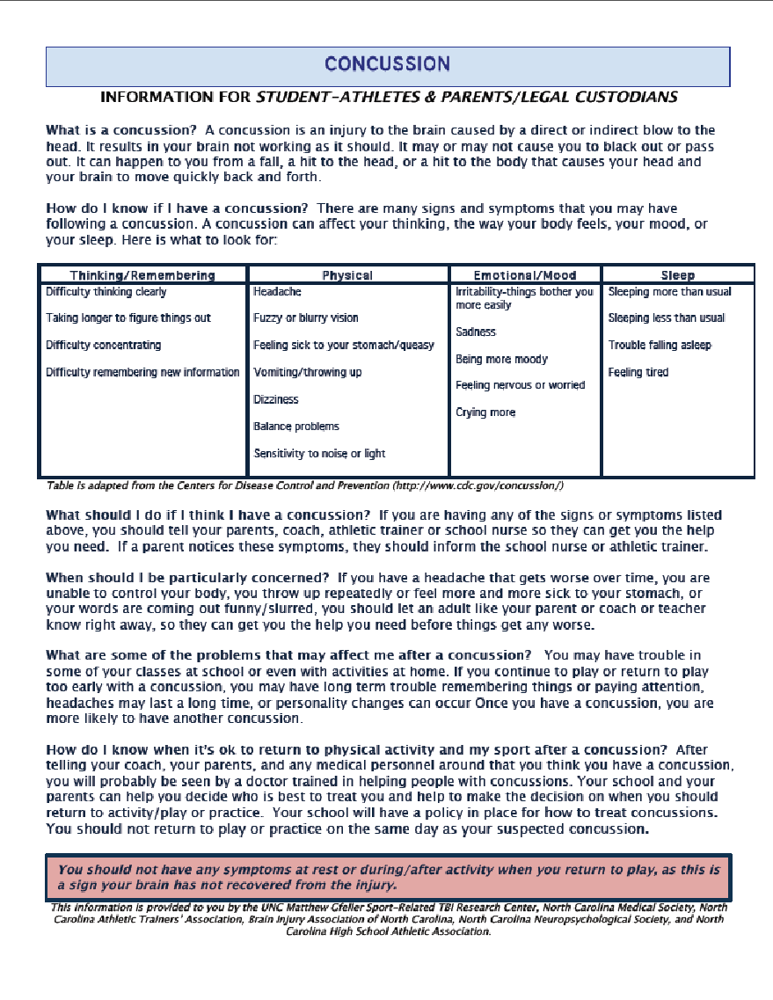 CONCUSSION
INFORMATION FOR STUDENT-ATHLETES & PARENTS/LEGAL CUSTODIANS
What is a concussion?  A concussion is an injury to the brain caused by a direct or indirect blow to the
head. It results in your brain not working as it should. It may or may not cause you to black out or pass
out. It can happen to you from a fall, a hit to the head, or a hit to the body that causes your head and
your brain to move quickly back and forth.
How do I know if I have a concussion?  There are many signs and symptoms that you may have
following a concussion. A concussion can affect your thinking, the way your body feels, your mood, or
your sleep. Here is what to look for:
Thinking/Remembering
Difficulty thinking clearly
Taking longer to figure things out
Difficulty concentrating
Difficulty remembering new information
Physical
Headache
Fuzzy or blurry vision
Feeling sick to your stomach/queasy
Vomiting/throwing up
Dizziness
Balance problems
Sensitivity to noise or light
Emotional/Mood
Irritability-things bother you
more easily
Sadness
Being more moody
Feeling nervous or worried
Crying more
Sleep
Sleeping more than usual
Sleeping less than usual
Trouble falling asleep
Feeling tired
Table is adapted from the Centers for Disease Control and Prevention (http://www.cdc.gov/concussion/)
What should I do if I think I have a concussion?  If you are having any of the signs or symptoms listed
above, you should tell your parents, coach, athletic trainer or school nurse so they can get you the help
you need.  If a parent notices these symptoms, they should inform the school nurse or athletic trainer.
When should I be particularly concerned?  If you have a headache that gets worse over time, you are
unable to control your body, you throw up repeatedly or feel more and more sick to your stomach, or
your words are coming out funny/slurred, you should let an adult like your parent or coach or teacher
know right away, so they can get you the help you need before things get any worse.
What are some of the problems that may affect me after a concussion?   You may have trouble in
some of your classes at school or even with activities at home. If you continue to play or return to play
too early with a concussion, you may have long term trouble remembering things or paying attention,
headaches may last a long time, or personality changes can occur Once you have a concussion, you are
more likely to have another concussion.
How do I know when it's ok to return to physical activity and my sport after a concussion?  After
telling your coach, your parents, and any medical personnel around that you think you have a concussion,
you will probably be seen by a doctor trained in helping people with concussions. Your school and your
parents can help you decide who is best to treat you and help to make the decision on when you should
return to activity/play or practice.  Your school will have a policy in place for how to treat concussions.
You should not return to play or practice on the same day as your suspected concussion.
You should not have any symptoms at rest or during/after activity when you return to play, as this is
a sign your brain has not recovered from the injury.
This information is provided to you by the UNC Matthew Gfeller Sport-Related TBI Research Center, North Carolina Medical Society, North
Carolina Athletic Trainers' Association, Brain Injury Association of North Carolina, North Carolina Neuropsychological Society, and North
Carolina High School Athletic Association.